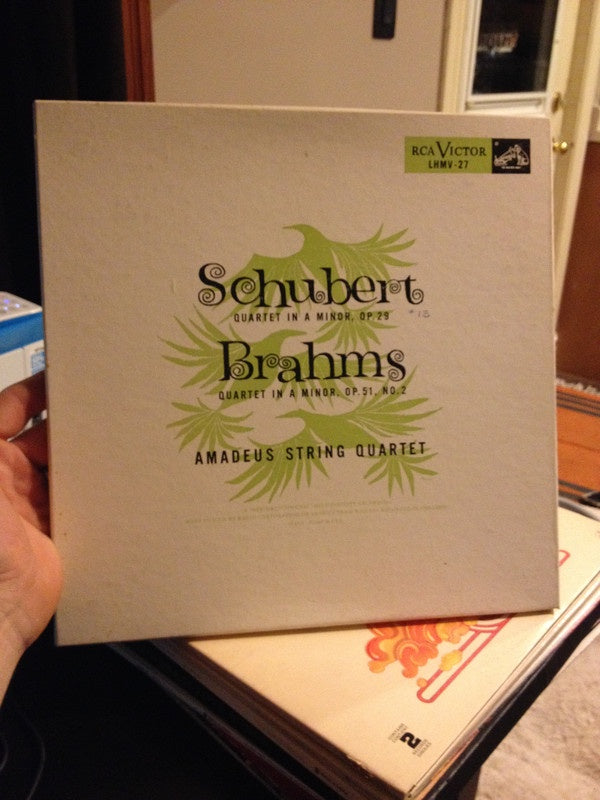 RCA VICTOR
LHMV-27
Schubert
QUARTET IN A MINOR, OP. 29
Brahms
QUARTET IN A MINOR, OP. 51, NO. 2
AMADEUS STRING QUARTET
2